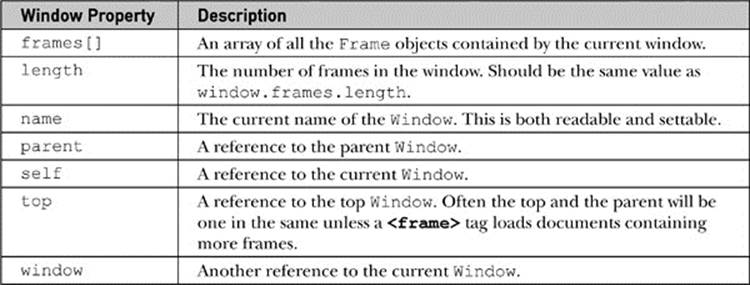 Window Property Description
frames[] An array of all the Frame objects contained by the current window.
length The number of frames in the window. Should be the same value as
window.frames.length.
name The current name of the Window. This is both readable and settable.
parent A reference to the parent Window.
self A reference to the current Window.
top A reference to the top Window. Often the top and the parent will be
one in the same unless a <frame> tag loads documents containing
more frames.
window Another reference to the current Window.